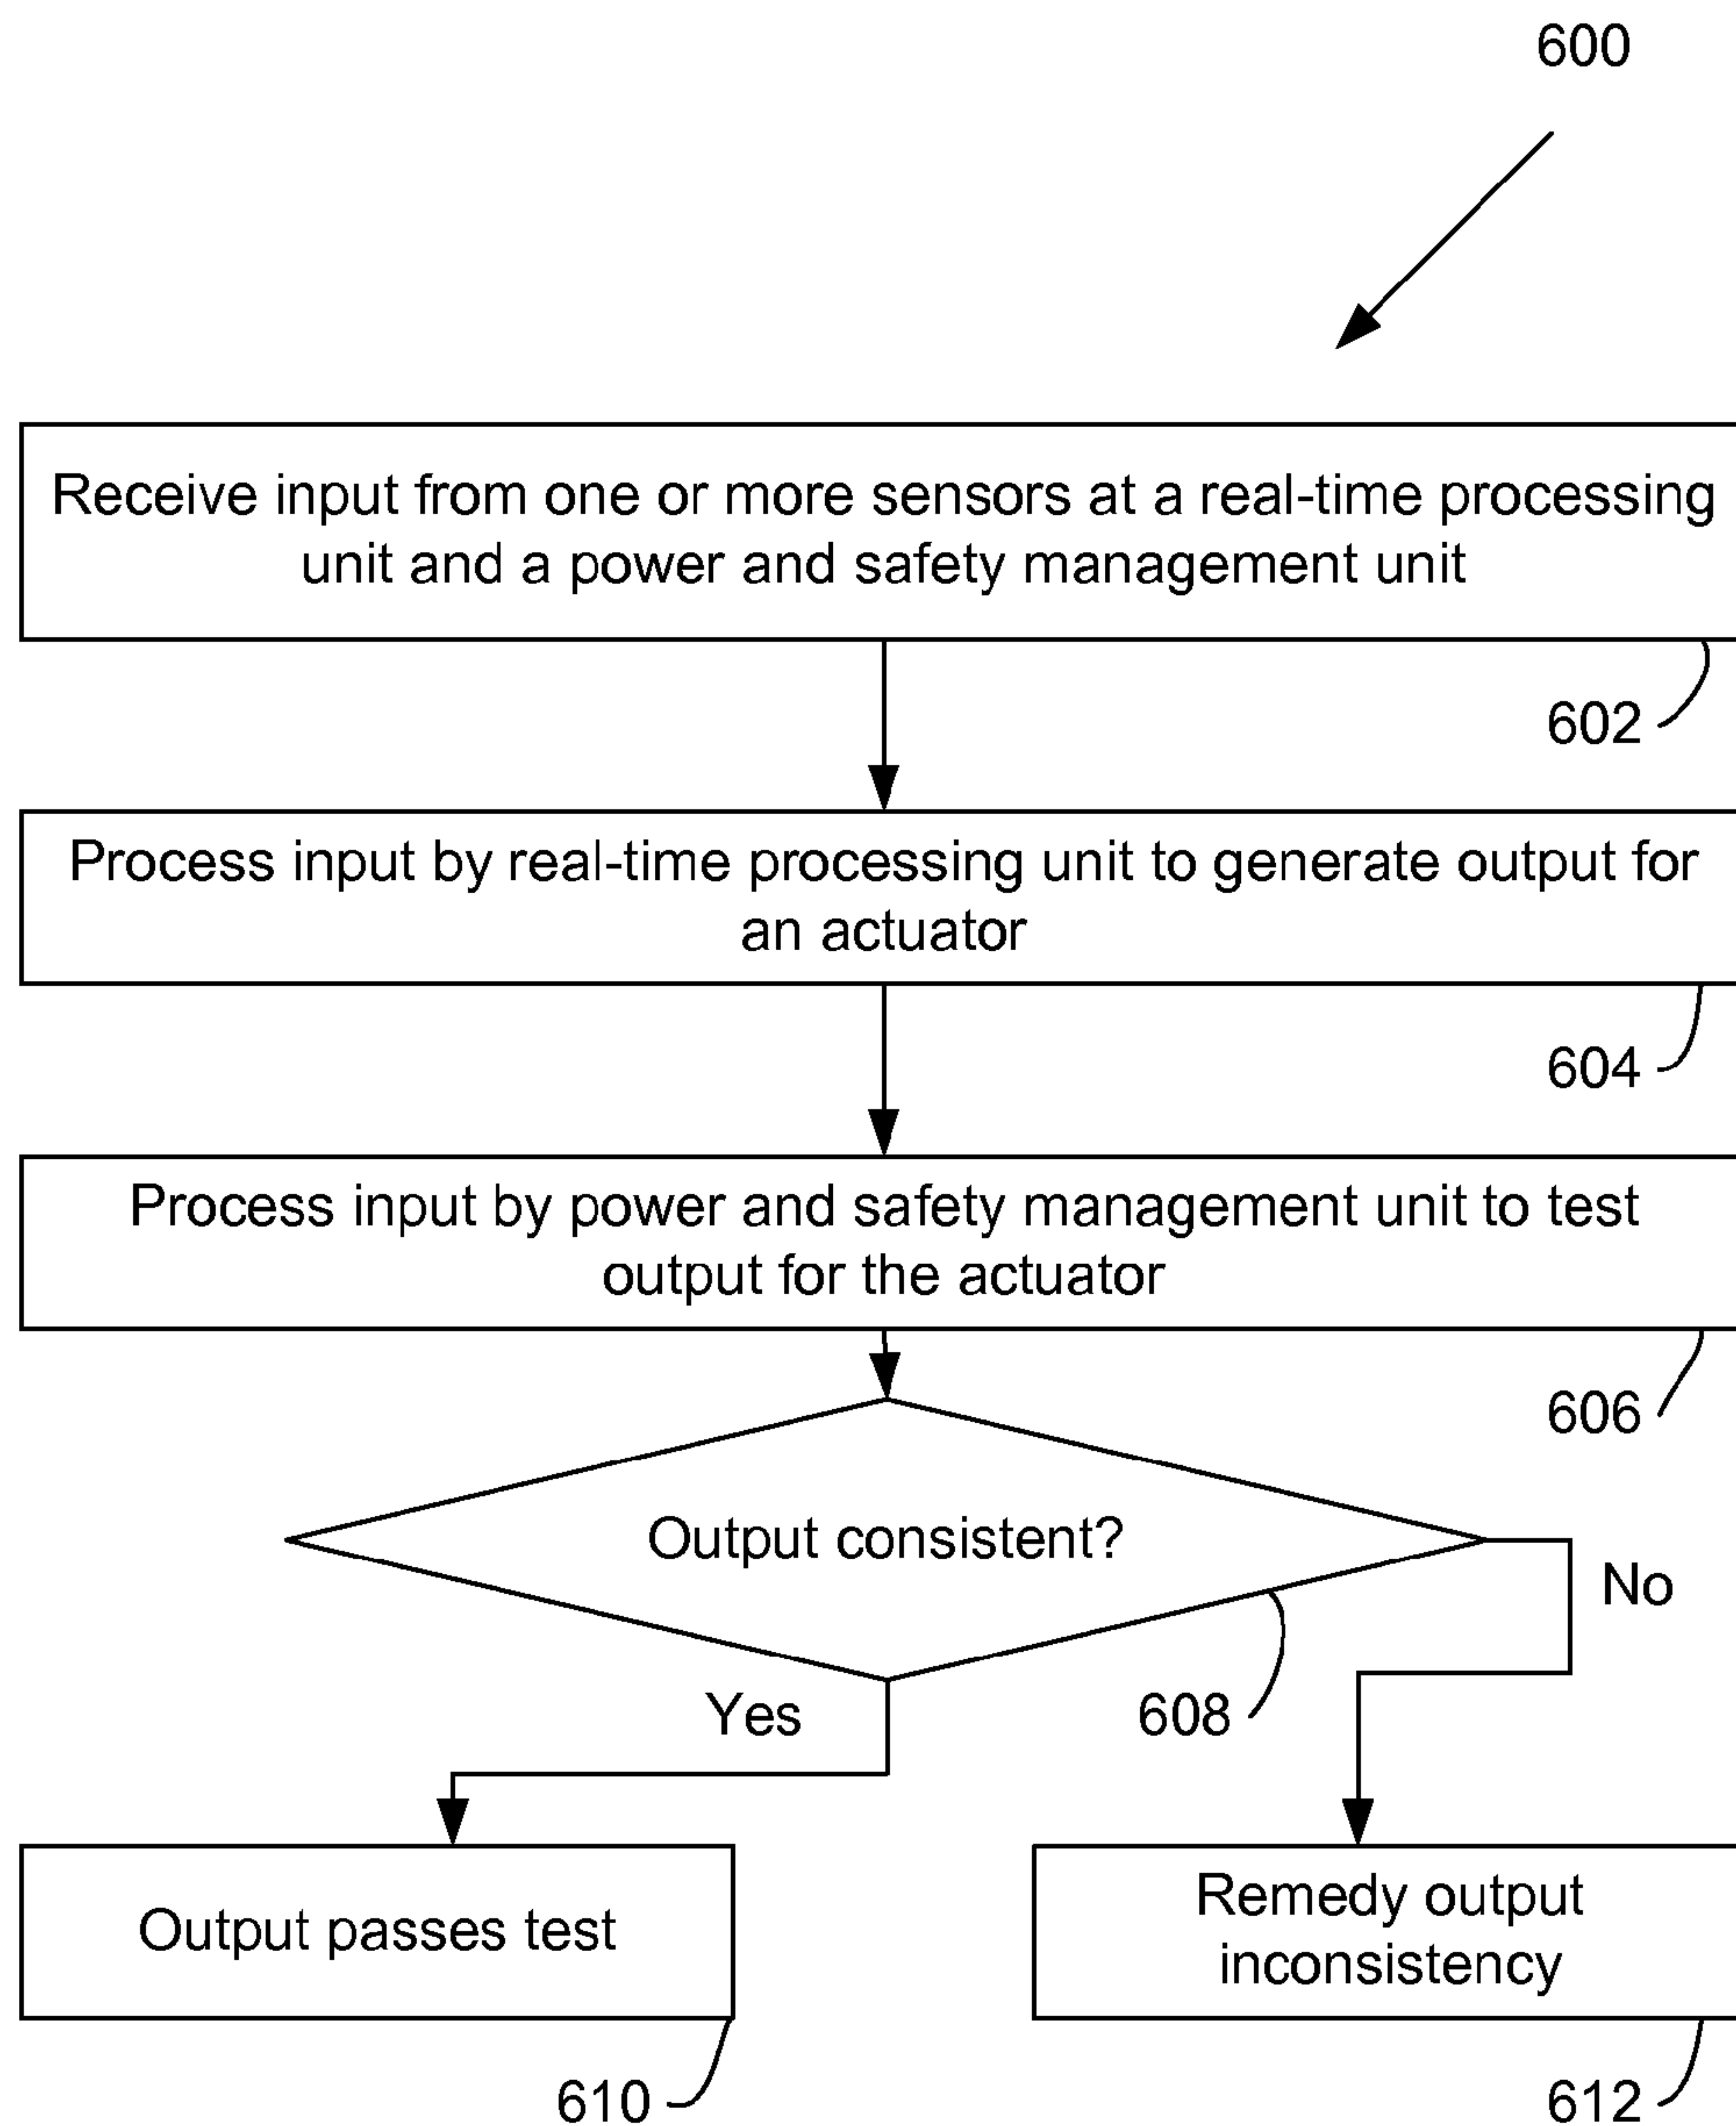 600
Receive input from one or more sensors at a real-time processing
unit and a power and safety management unit
602
Process input by real-time processing unit to generate output for
an actuator
604
Process input by power and safety management unit to test
output for the actuator
606
Output consistent?
No
Yes
608
Output passes test
Remedy output
inconsistency
610
612